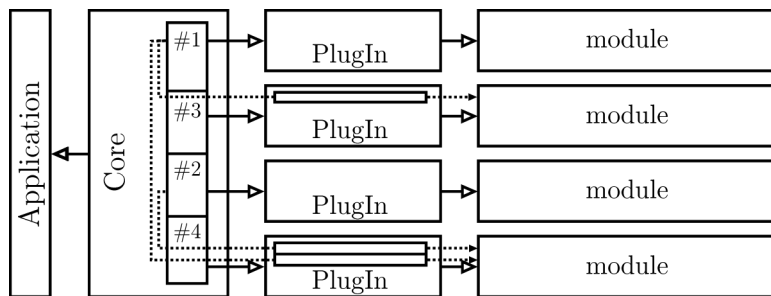 Application
Core
#1
PlugIn
module
#3
PlugIn
module
#2
PlugIn
module
#4
PlugIn
module